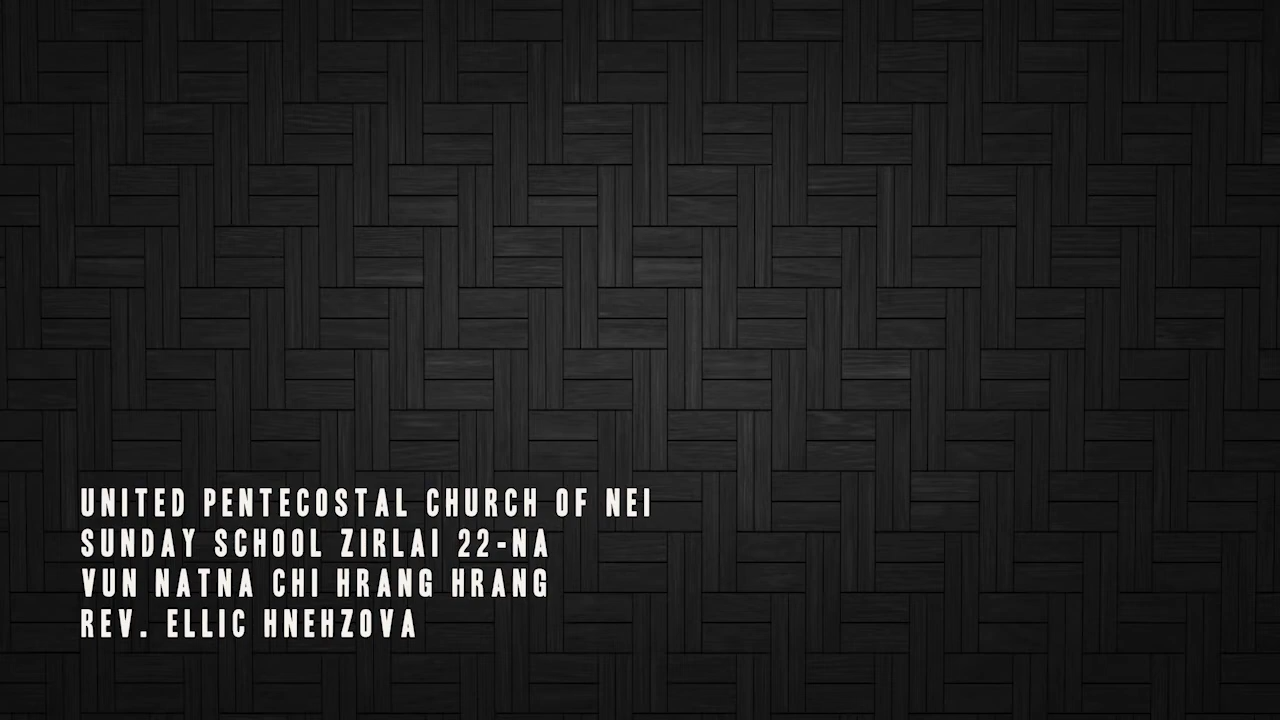 UNITED PENTECOSTAL CHURCH OF NEI
SUNDAY SCHOOL ZIRLAI 22-NA
VUN NATNA CHI HRANG HRANG
REV. ELLIC HNEHZOVA